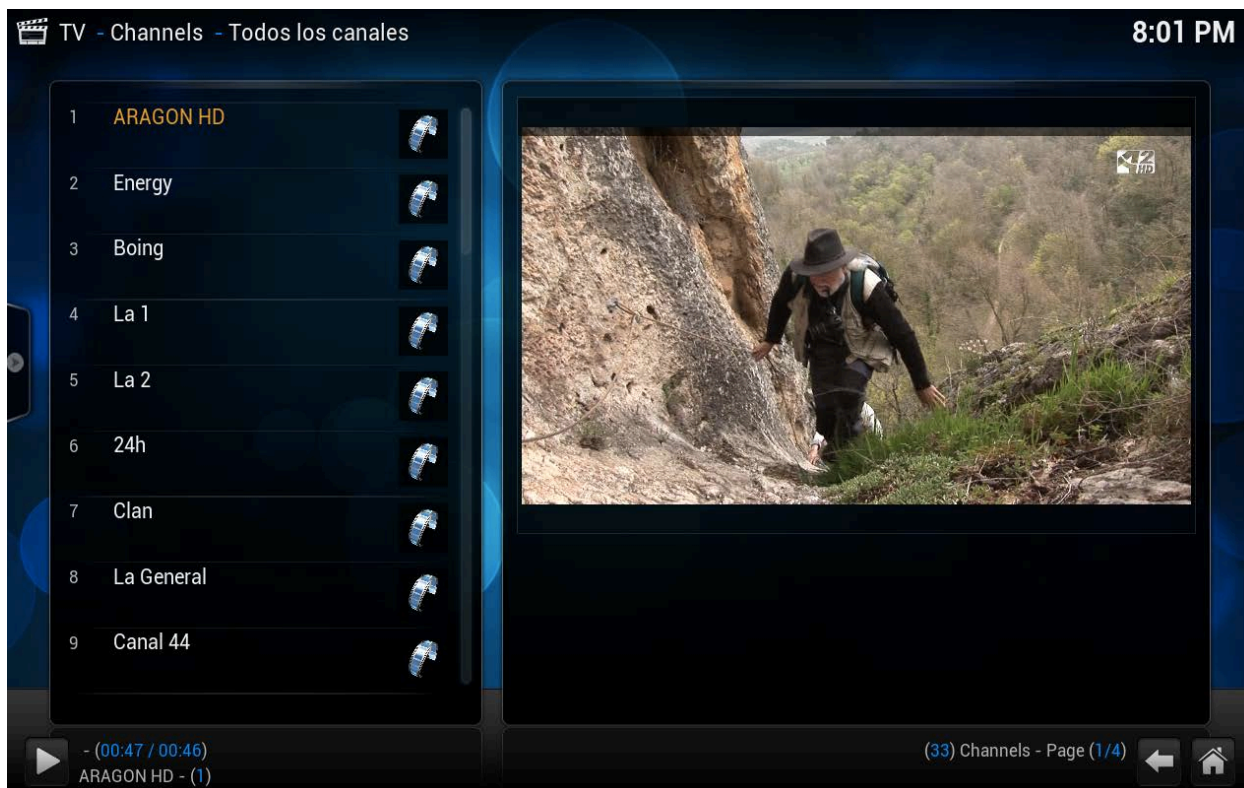 TV - Channels - Todos los canales
8:01 PM
1 ARAGON HD
2 Energy
3 Boing
4 La 1
5 La 2
6 24h
7 Clan
8 La General
9 Canal 44
HD
- (00:47 / 00:46)
ARAGON HD - (1)
(33) Channels - Page (1/4)